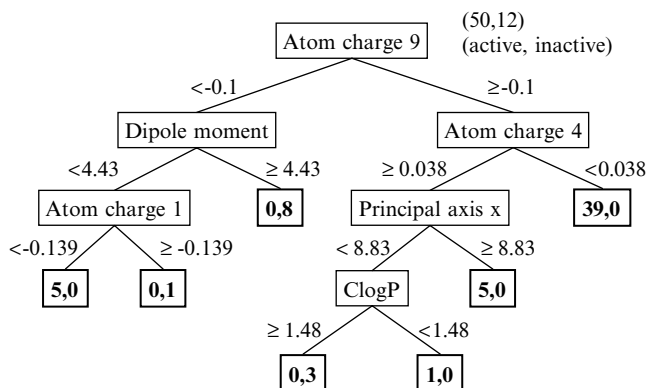 Atom charge 9
(50,12)
(active, inactive)
<-0.1
≥-0.1
Dipole moment
Atom charge 4
<4.43
≥ 4.43
≥ 0.038
<0.038
Atom charge 1
0,8
Principal axis x
39,0
<-0.139
≥ -0.139
< 8.83
≥ 8.83
5,0
0,1
ClogP
5,0
≥ 1.48
<1.48
0,3
1,0